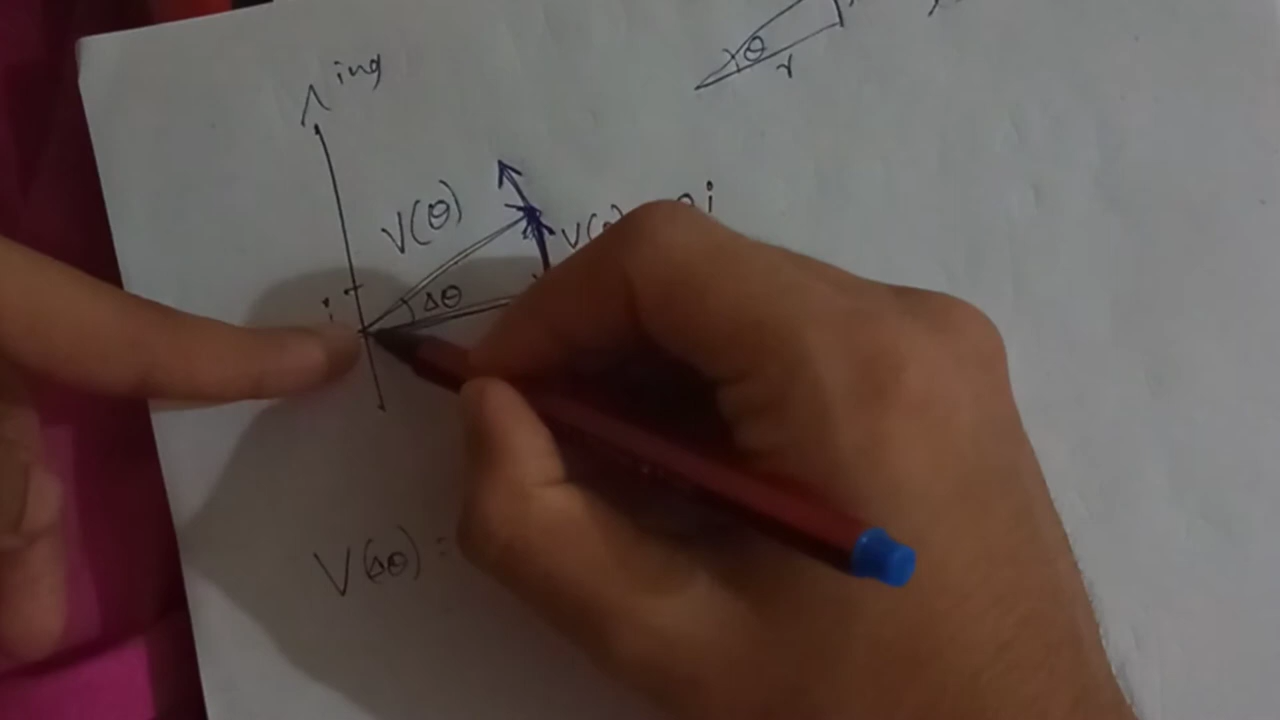 θ
r
ing
V(θ)
i
Δθ
i
V(Δθ) =